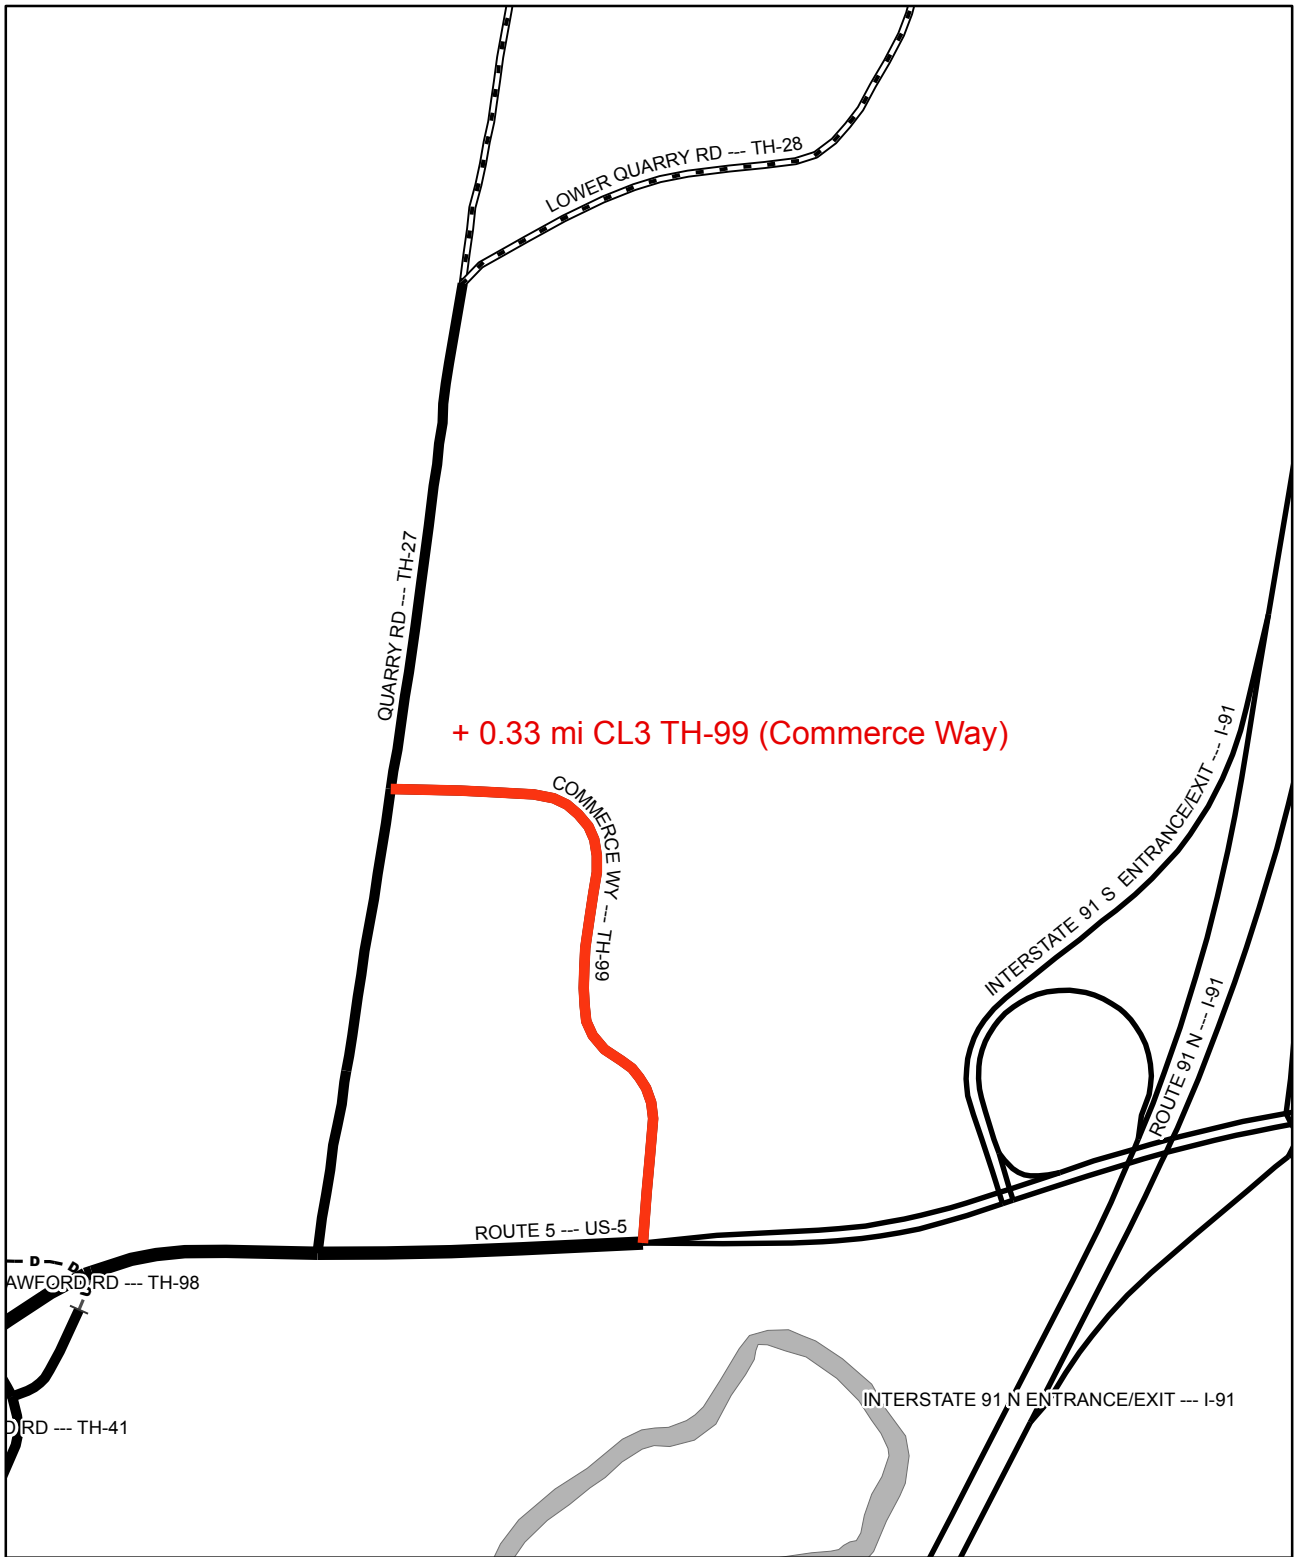 LOWER QUARRY RD --- TH-28
QUARRY RD --- TH-27
+ 0.33 mi CL3 TH-99 (Commerce Way)
COMMERCE WY --- TH-99
INTERSTATE 91 S ENTRANCE/EXIT --- I-91
ROUTE 91 N --- I-91
ROUTE 5 --- US-5
D D
AWFORD RD --- TH-98
INTERSTATE 91 N ENTRANCE/EXIT --- I-91
D RD --- TH-41